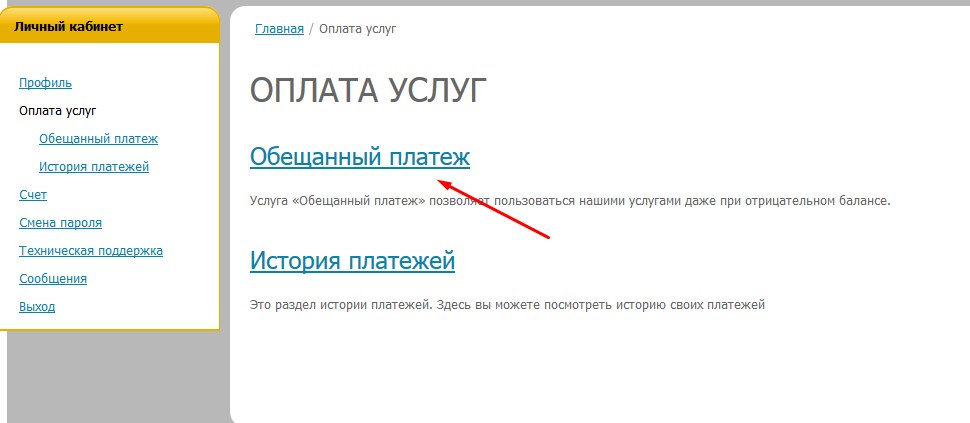 Личный кабинет
Профиль
Оплата услуг
Обещанный платеж
История платежей
Счет
Смена пароля
Техническая поддержка
Сообщения
Выход
Главная / Оплата услуг
ОПЛАТА УСЛУГ
Обещанный платеж
Услуга «Обещанный платеж» позволяет пользоваться нашими услугами даже при отрицательном балансе.
История платежей
Это раздел истории платежей. Здесь вы можете посмотреть историю своих платежей